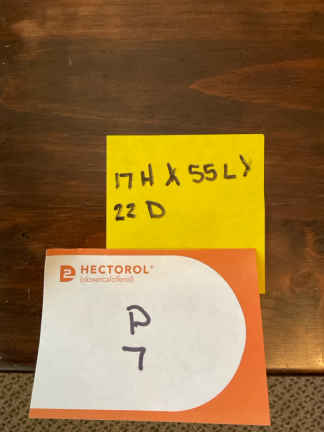 17 H X 55 L X
22 D
HECTOROL®
(doxercalciferol)
P
7